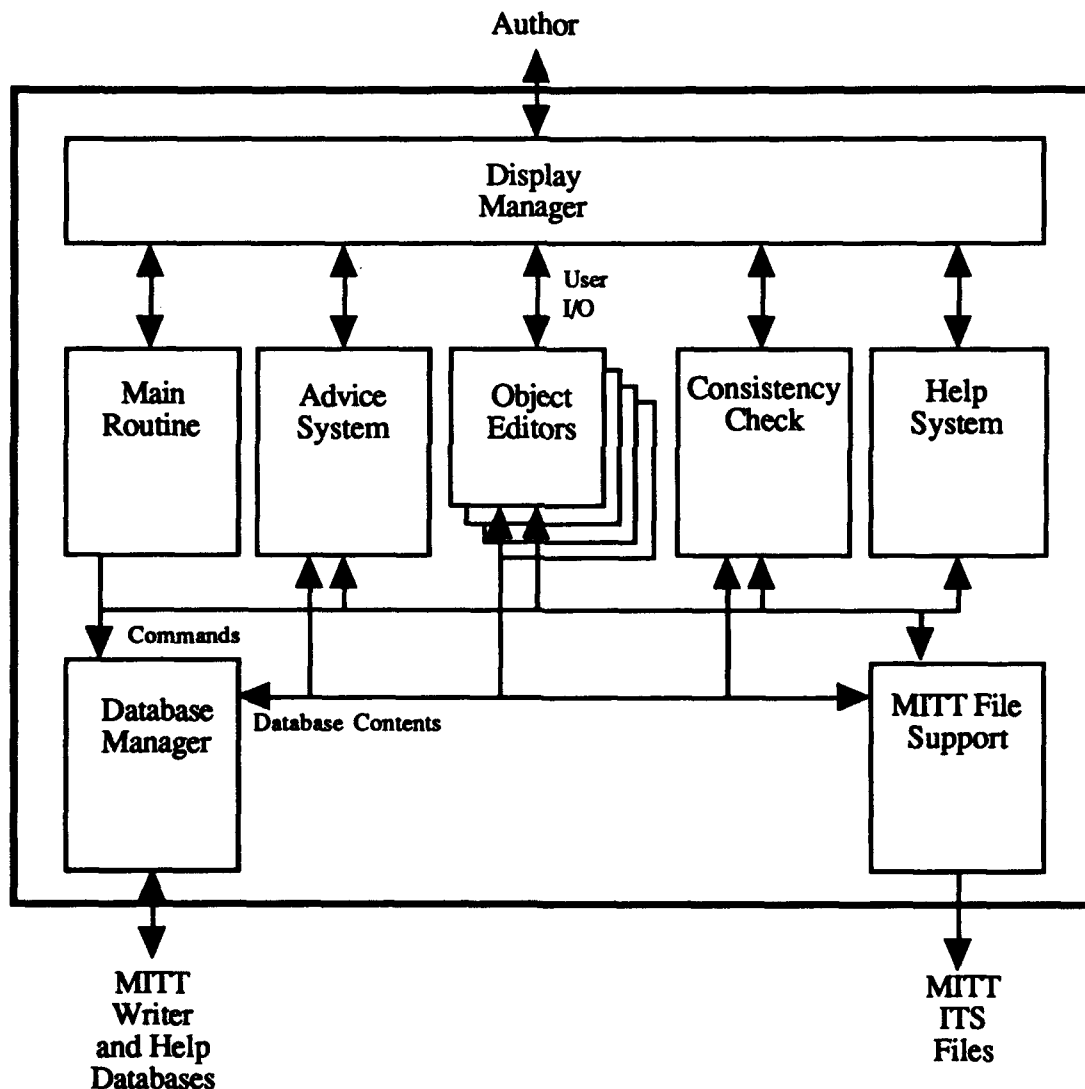 Author
Display
Manager
User
I/O
Main
Routine
Advice
System
Object
Editors
Consistency
Check
Help
System
Commands
Database
Manager
Database Contents
MITT File
Support
MITT
Writer
and Help
Databases
MITT
ITS
Files